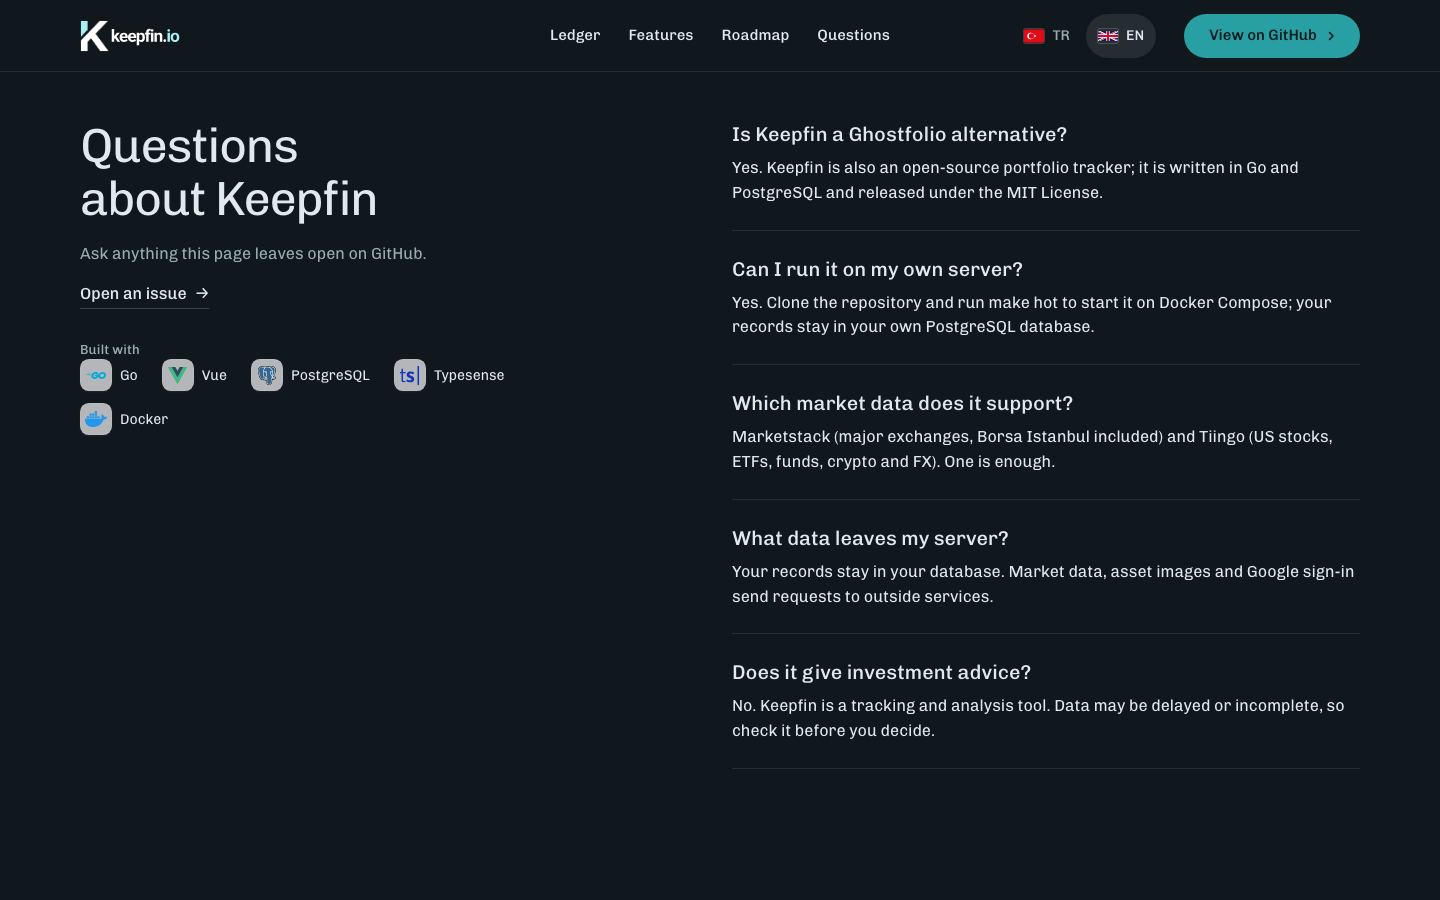 keepfin.io
Ledger
Features
Roadmap
Questions
TR
EN
View on GitHub
Questions
about Keepfin
Ask anything this page leaves open on GitHub.
Open an issue
Built with
Go
Vue
PostgreSQL
ts|
Typesense
Docker
Is Keepfin a Ghostfolio alternative?
Yes. Keepfin is also an open-source portfolio tracker; it is written in Go and
PostgreSQL and released under the MIT License.
Can I run it on my own server?
Yes. Clone the repository and run make hot to start it on Docker Compose; your
records stay in your own PostgreSQL database.
Which market data does it support?
Marketstack (major exchanges, Borsa Istanbul included) and Tiingo (US stocks,
ETFs, funds, crypto and FX). One is enough.
What data leaves my server?
Your records stay in your database. Market data, asset images and Google sign-in
send requests to outside services.
Does it give investment advice?
No. Keepfin is a tracking and analysis tool. Data may be delayed or incomplete, so
check it before you decide.